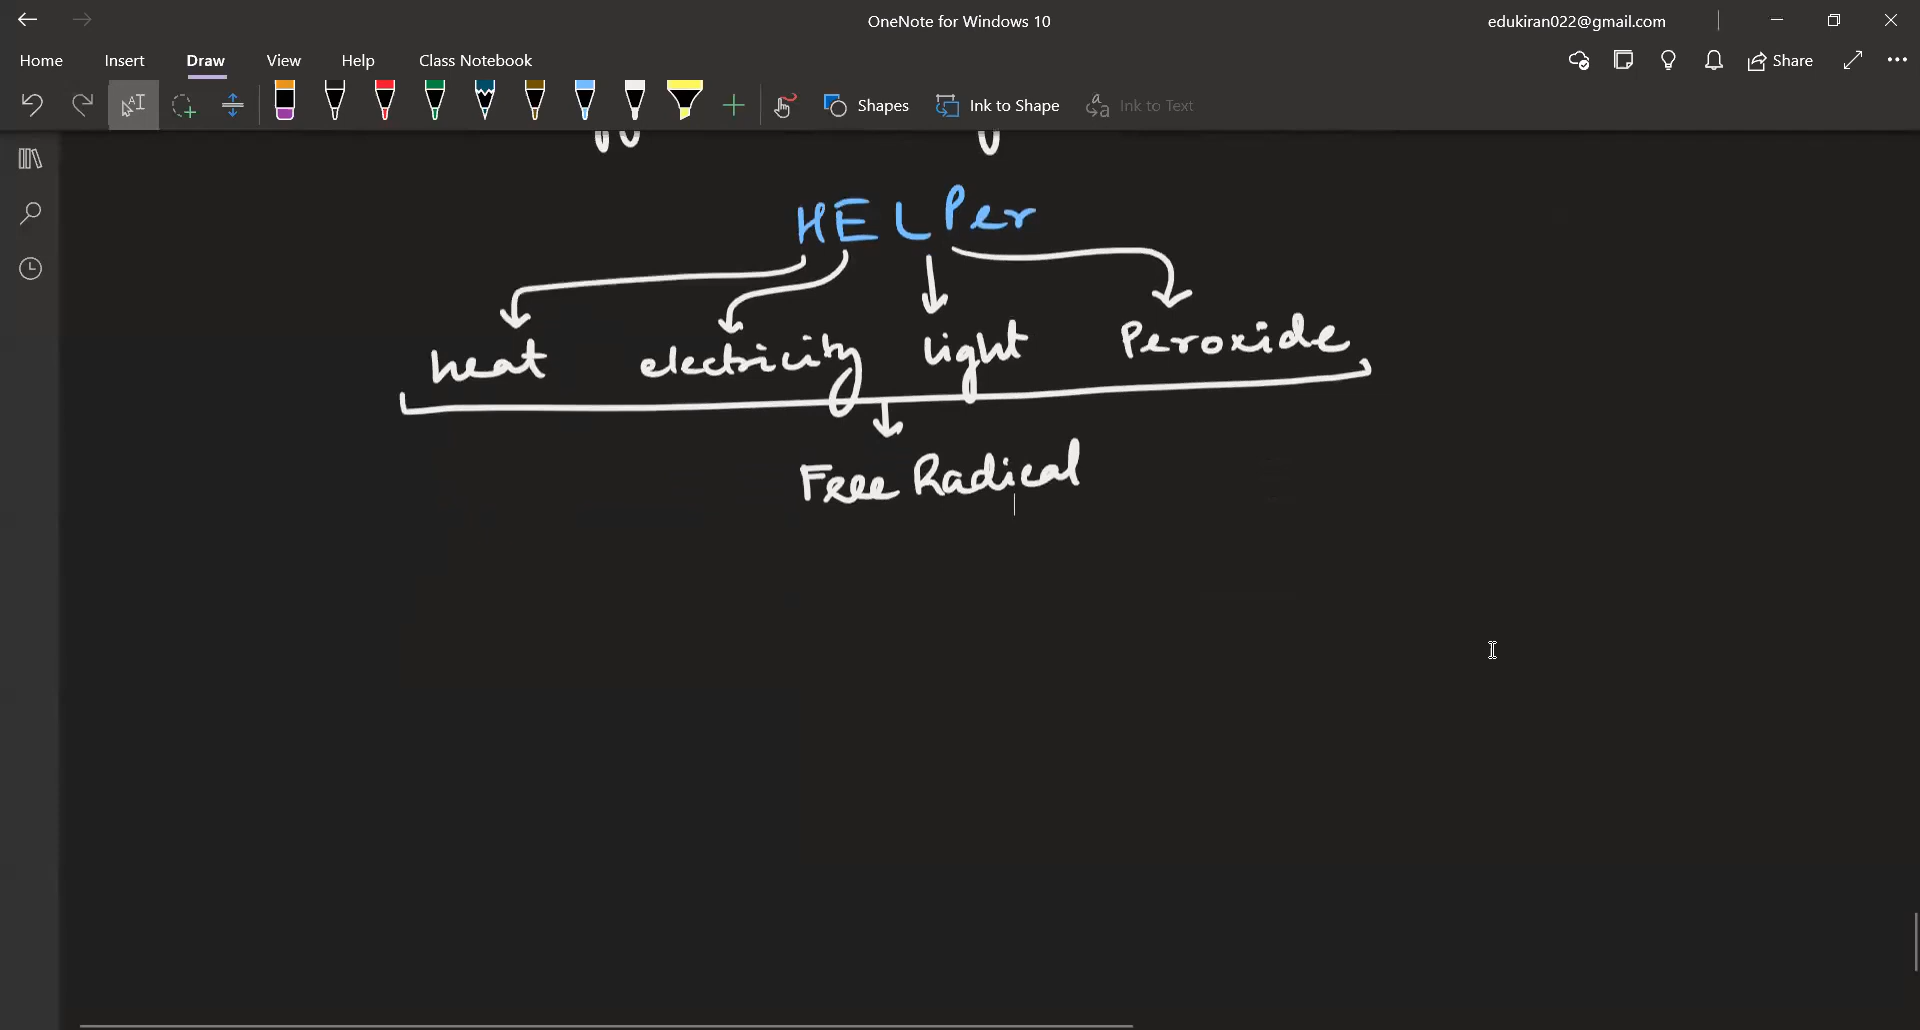 OneNote for Windows 10
edukiran022@gmail.com
Home Insert Draw View Help Class Notebook
Share
Shapes Ink to Shape Ink to Text
HELPer
heat electricity light Peroxide
Free Radical